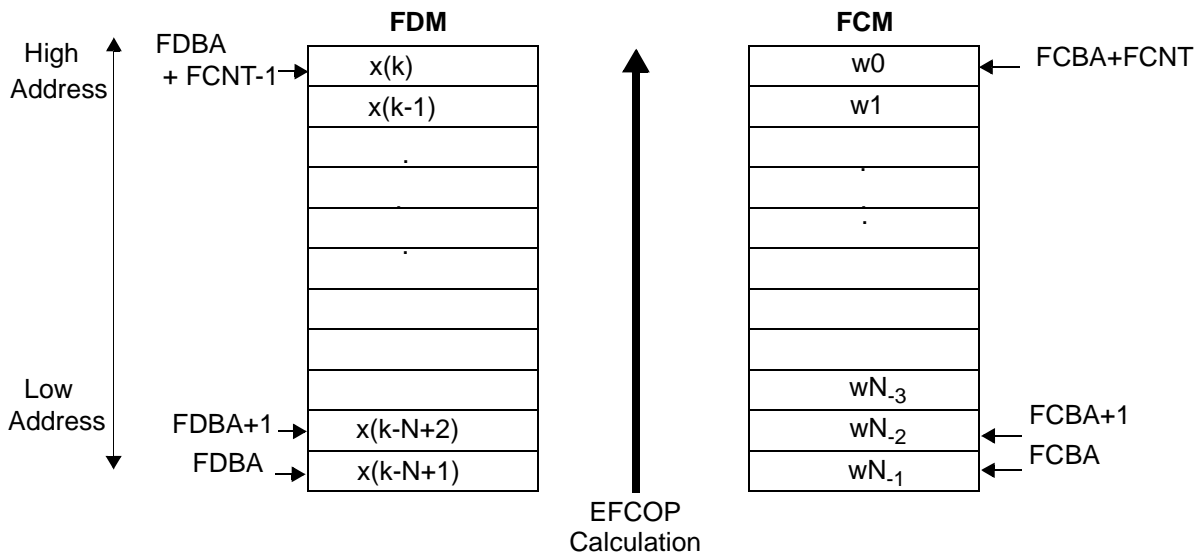 FDM
FCM
High
Address
FDBA
+ FCNT-1
x(k)
w0
FCBA+FCNT
x(k-1)
w1
.
.
.
.
.
.
Low
Address
wN-3
FDBA+1
x(k-N+2)
wN-2
FCBA+1
FDBA
x(k-N+1)
wN-1
FCBA
EFCOP
Calculation